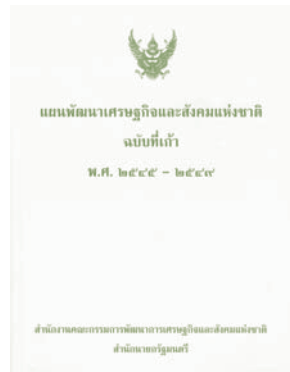 แผนพัฒนาเศรษฐกิจและสังคมแห่งชาติ
ฉบับที่เก้า
พ.ศ. ๒๕๔๕ - ๒๕๔๙
สำนักงานคณะกรรมการพัฒนาการเศรษฐกิจและสังคมแห่งชาติ
สำนักนายกรัฐมนตรี